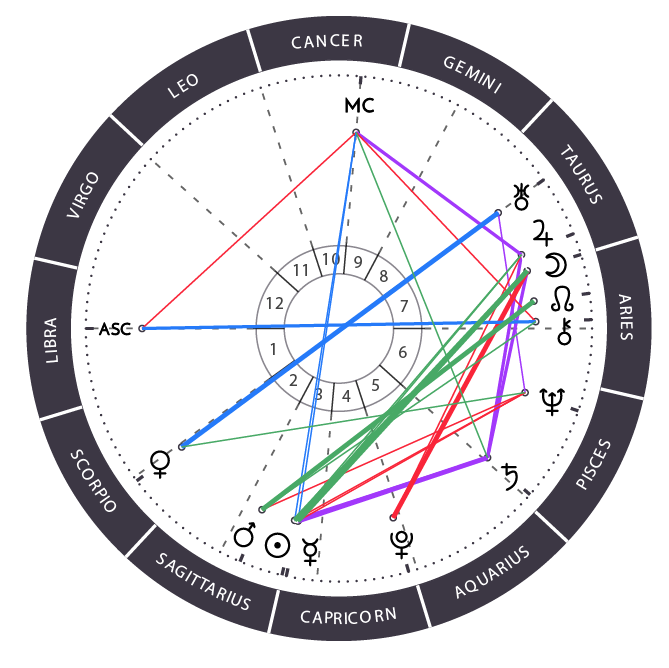 CANCER
GEMINI
TAURUS
ARIES
PISCES
AQUARIUS
CAPRICORN
SAGITTARIUS
SCORPIO
LIBRA
VIRGO
LEO
MC
ASC
1
2
3
4
5
6
7
8
9
10
11
12